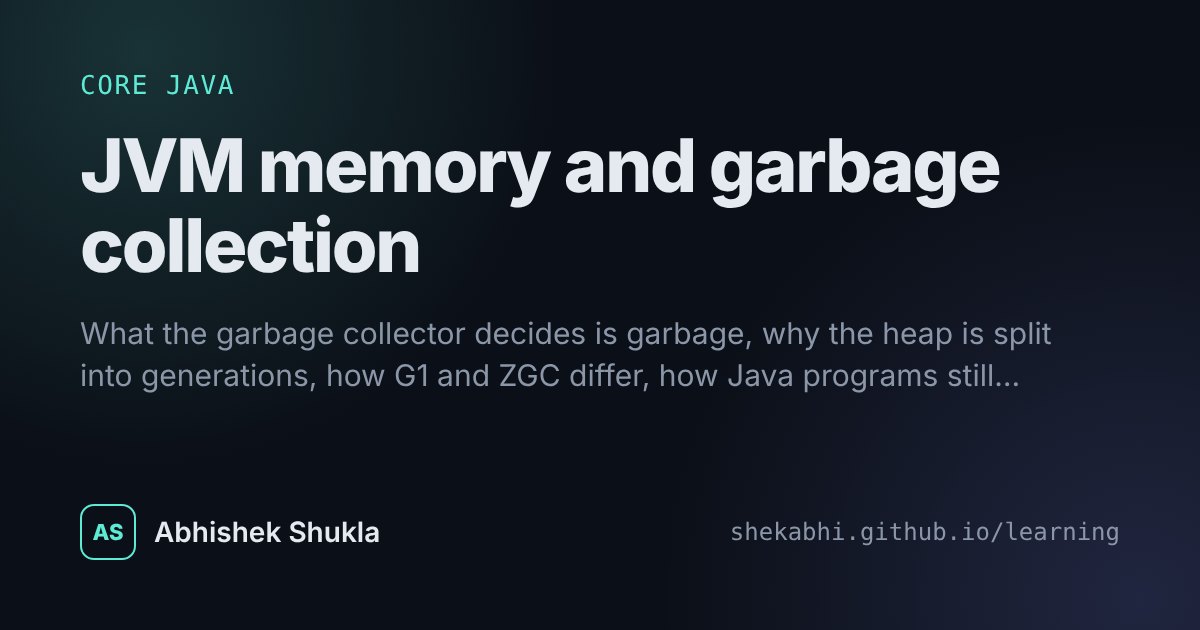 CORE JAVA
JVM memory and garbage
collection
What the garbage collector decides is garbage, why the heap is split
into generations, how G1 and ZGC differ, how Java programs still...
AS
Abhishek Shukla
shekabhi.github.io/learning